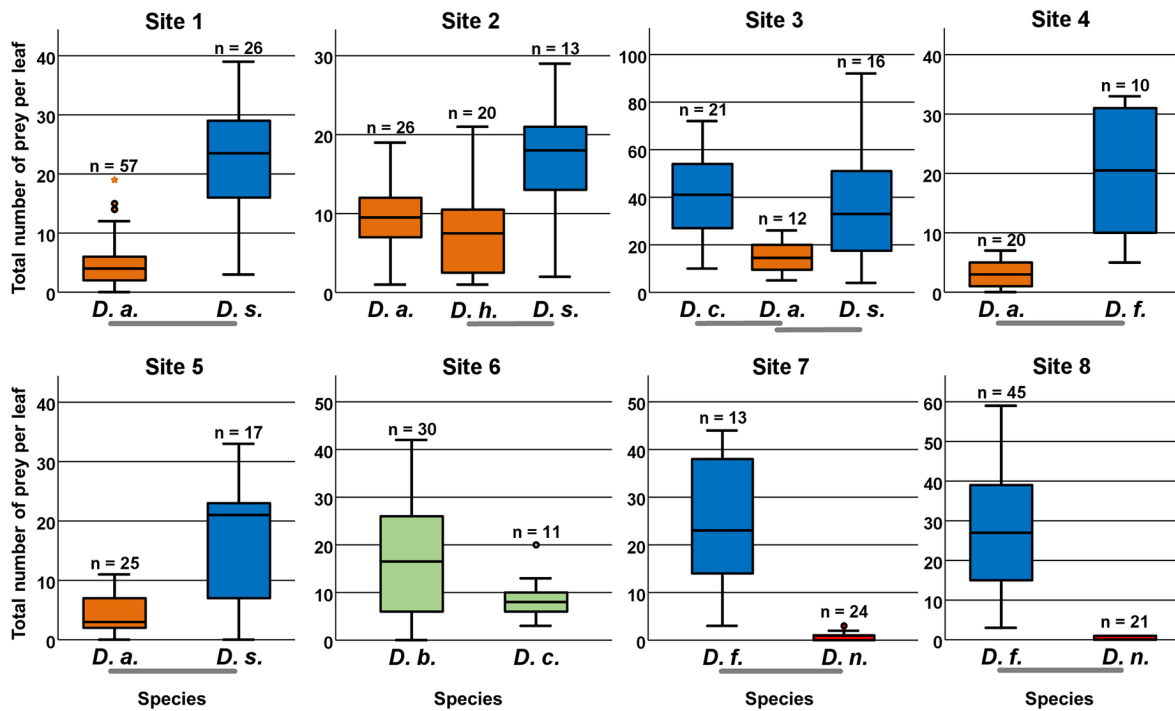 Site 1
Total number of prey per leaf
40
30
20
10
0
n = 57
n = 26
D. a.
D. s.
Site 2
30
20
10
0
n = 26
n = 20
n = 13
D. a.
D. h.
D. s.
Site 3
100
80
60
40
20
0
n = 21
n = 12
n = 16
D. c.
D. a.
D. s.
Site 4
40
30
20
10
0
n = 20
n = 10
D. a.
D. f.
Site 5
Total number of prey per leaf
40
30
20
10
0
n = 25
n = 17
D. a.
D. s.
Species
Site 6
50
40
30
20
10
0
n = 30
n = 11
D. b.
D. c.
Species
Site 7
50
40
30
20
10
0
n = 13
n = 24
D. f.
D. n.
Species
Site 8
60
50
40
30
20
10
0
n = 45
n = 21
D. f.
D. n.
Species